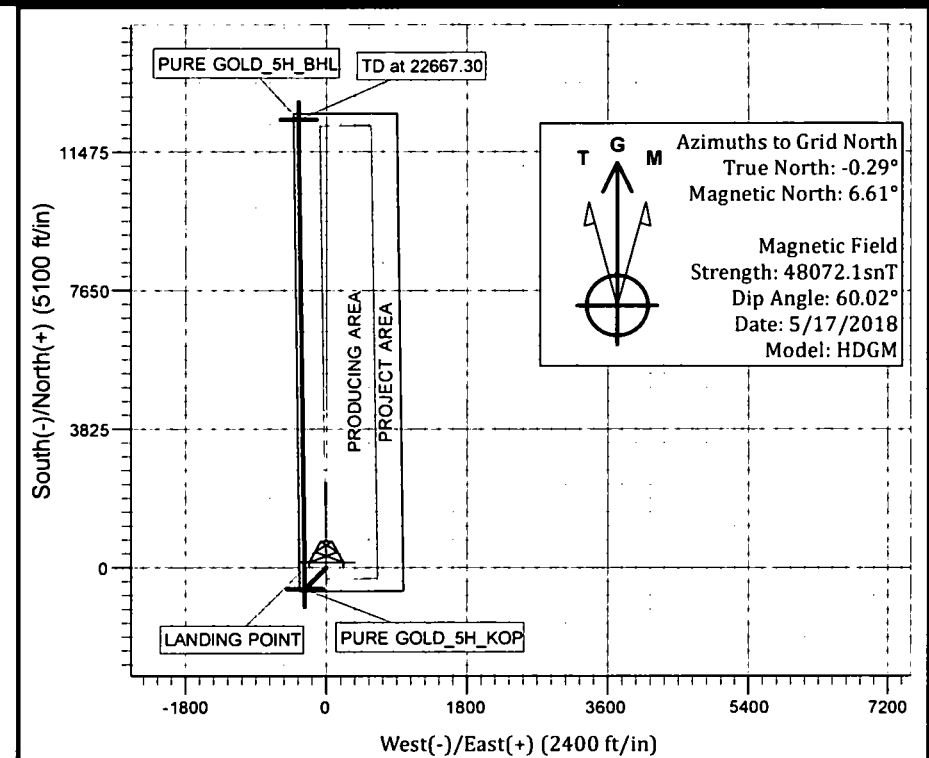 PURE GOLD_5H_BHL
TD at 22667.30
T G M
Azimuths to Grid North
True North: -0.29°
Magnetic North: 6.61°
Magnetic Field
Strength: 48072.1snT
Dip Angle: 60.02°
Date: 5/17/2018
Model: HDGM
South(-)/North(+) (5100 ft/in)
11475
7650
3825
0
PRODUCING AREA
PROJECT AREA
LANDING POINT
PURE GOLD_5H_KOP
-1800
0
1800
3600
5400
7200
West(-)/East(+) (2400 ft/in)